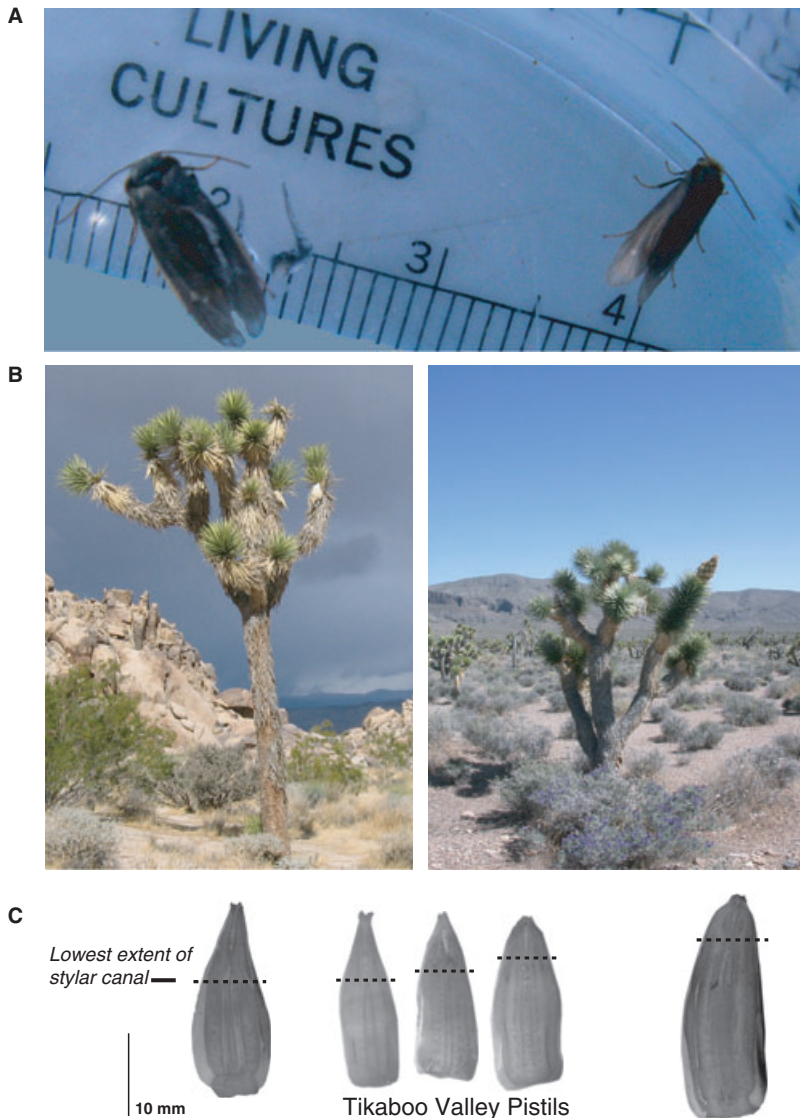 A
LIVING
CULTURES
2
3
4
B
C
Lowest extent of
stylar canal
10 mm
Tikaboo Valley Pistils